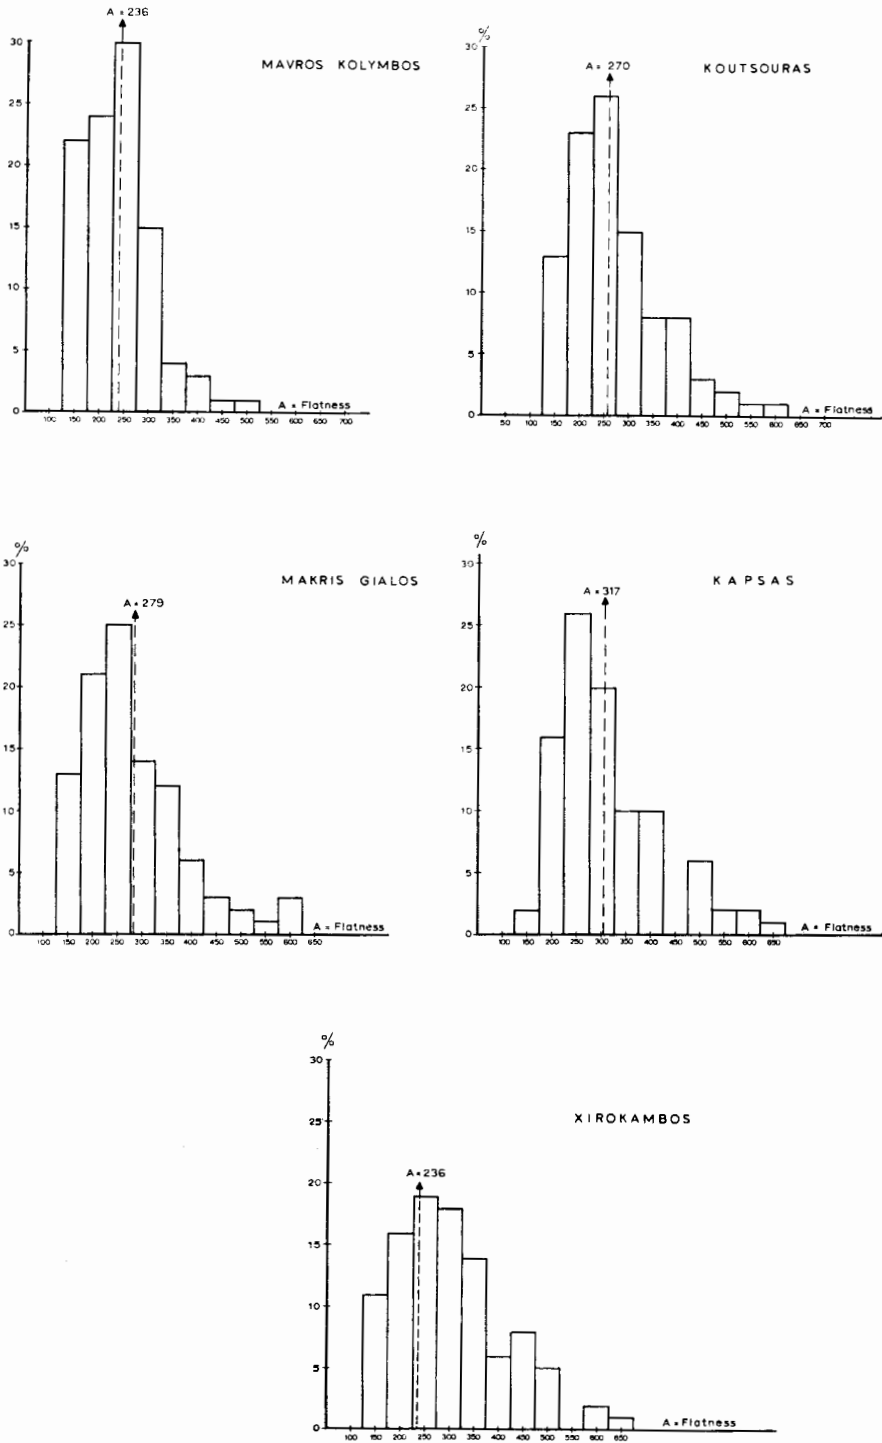 A = 236
MAVROS KOLYMBOS
30
25
20
15
10
5
0
100 150 200 250 300 350 400 450 500 550 600 650 700
A = Flatness
%
A = 270
KOUTSOURAS
30
25
20
15
10
5
0
50 100 150 200 250 300 350 400 450 500 550 600 650 700
A = Flatness
%
A = 279
MAKRIS GIALOS
30
25
20
15
10
5
0
100 150 200 250 300 350 400 450 500 550 600 650
A = Flatness
%
A = 317
KAPSAS
30
25
20
15
10
5
0
100 150 200 250 300 350 400 450 500 550 600 650
A = Flatness
%
A = 236
XIROKAMBOS
30
25
20
15
10
5
0
100 150 200 250 300 350 400 450 500 550 600 650
A = Flatness